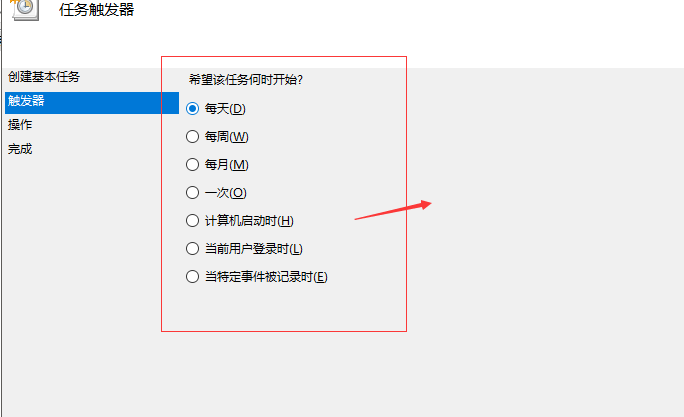 任务触发器
创建基本任务
触发器
操作
完成
希望该任务何时开始?
每天(D)
每周(W)
每月(M)
一次(O)
计算机启动时(H)
当前用户登录时(L)
当特定事件被记录时(E)